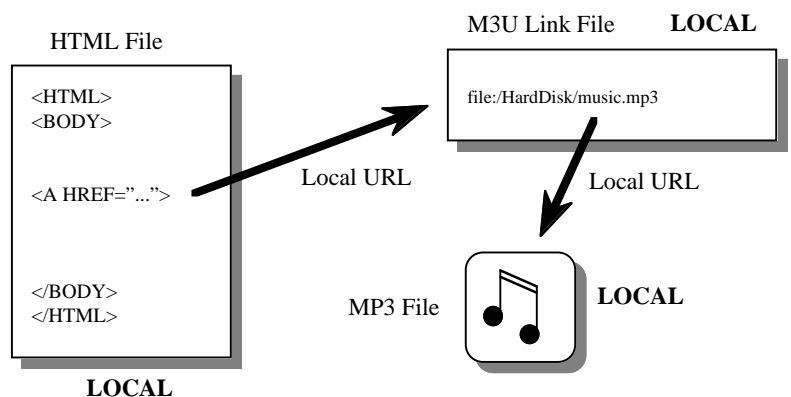 HTML File
<HTML>
<BODY>
<A HREF=”...”>
</BODY>
</HTML>
LOCAL
Local URL
M3U Link File LOCAL
file:/HardDisk/music.mp3
Local URL
MP3 File
LOCAL